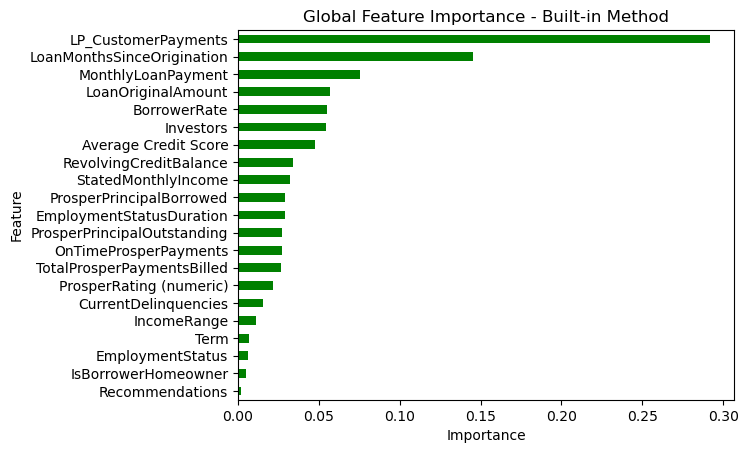 Global Feature Importance - Built-in Method
Feature
LP_CustomerPayments
LoanMonthsSinceOrigination
MonthlyLoanPayment
LoanOriginalAmount
BorrowerRate
Investors
Average Credit Score
RevolvingCreditBalance
StatedMonthlyIncome
ProsperPrincipalBorrowed
EmploymentStatusDuration
ProsperPrincipalOutstanding
OnTimeProsperPayments
TotalProsperPaymentsBilled
ProsperRating (numeric)
CurrentDelinquencies
IncomeRange
Term
EmploymentStatus
IsBorrowerHomeowner
Recommendations
0.00 0.05 0.10 0.15 0.20 0.25 0.30
Importance